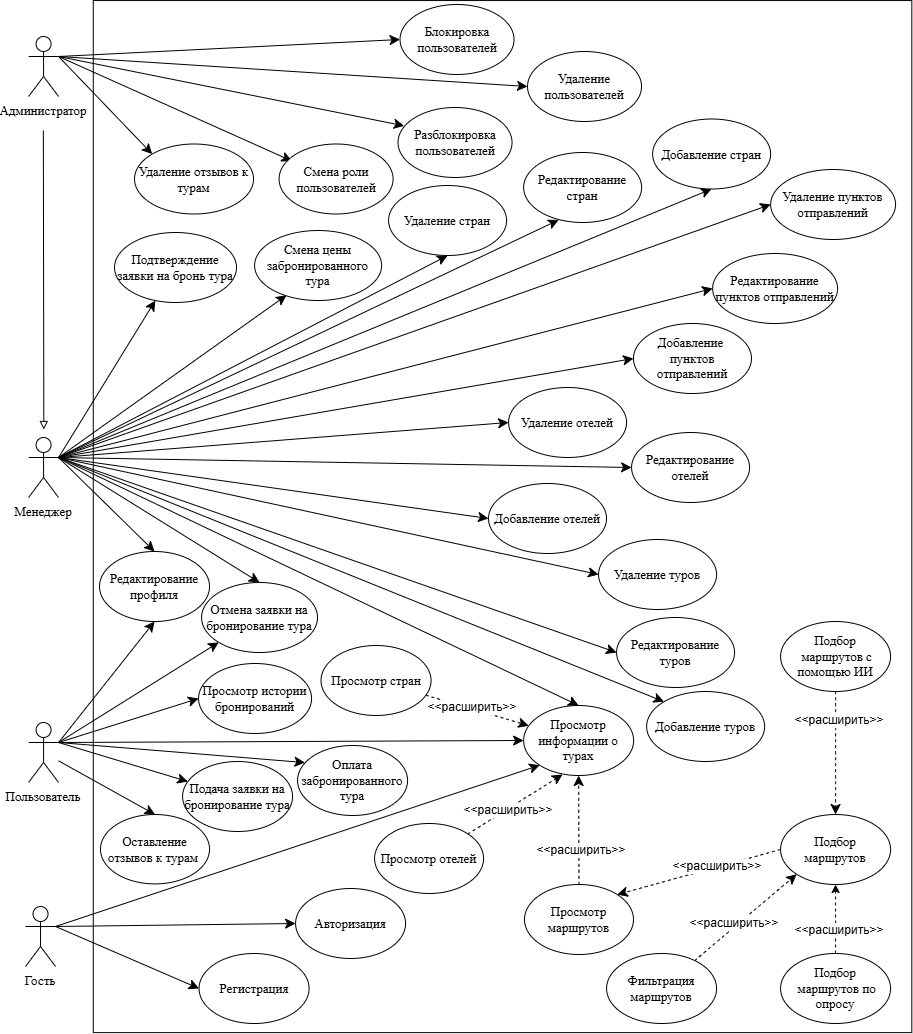 Блокировка
пользователей
Удаление
пользователей
Администратор
Разблокировка
пользователей
Удаление отзывов к
турам
Смена роли
пользователей
Добавление стран
Редактирование
стран
Удаление пунктов
отправлений
Удаление стран
Подтверждение
заявки на бронь тура
Смена цены
забронированного
тура
Редактирование
пунктов отправлений
Добавление
пунктов
отправлений
Удаление отелей
Редактирование
отелей
Менеджер
Добавление отелей
Удаление туров
Редактирование
профиля
Отмена заявки на
бронирование тура
Редактирование
туров
Подбор
маршрутов с
помощью ИИ
Просмотр стран
Просмотр истории
бронирований
<<расширить>>
<<расширить>>
Просмотр
информации о
турах
Добавление туров
Пользователь
Оплата
забронированного
тура
Подача заявки на
бронирование тура
<<расширить>>
Оставление
отзывов к турам
Просмотр отелей
<<расширить>>
<<расширить>>
Подбор
маршрутов
Авторизация
Просмотр
маршрутов
<<расширить>>
<<расширить>>
Гость
Регистрация
Фильтрация
маршрутов
Подбор
маршрутов по
опросу